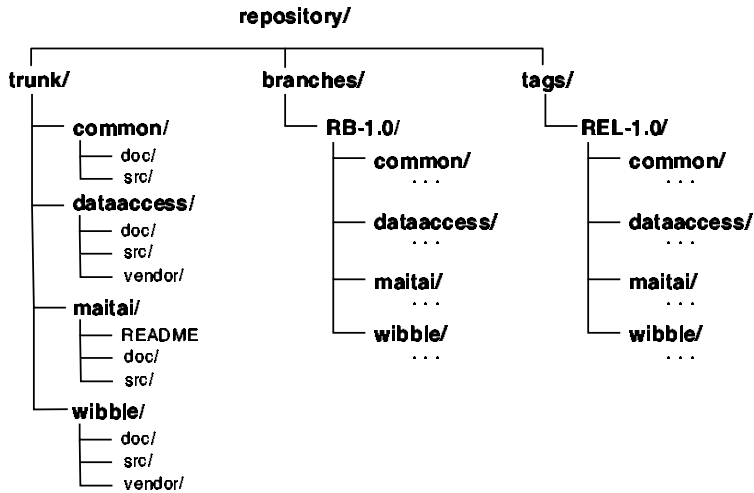 repository/
trunk/
branches/
tags/
common/
doc/
src/
dataaccess/
doc/
src/
vendor/
maitai/
README
doc/
src/
wibble/
doc/
src/
vendor/
RB-1.0/
common/
. . .
dataaccess/
. . .
maitai/
. . .
wibble/
. . .
REL-1.0/
common/
. . .
dataaccess/
. . .
maitai/
. . .
wibble/
. . .